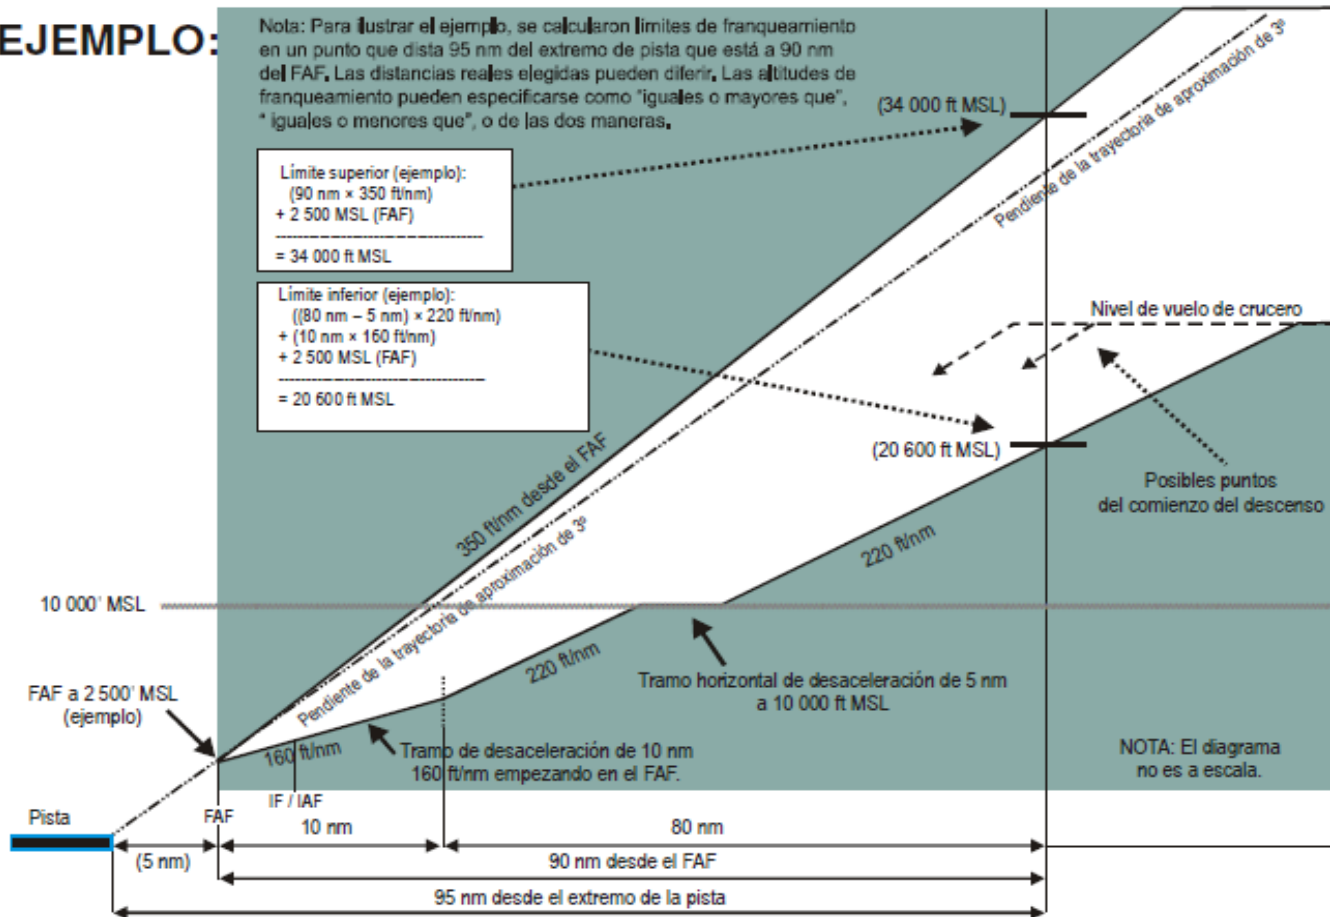 EJEMPLO:
Nota: Para ilustrar el ejemplo, se calcularon límites de franqueamiento
en un punto que dista 95 nm del extremo de pista que está a 90 nm
del FAF. Las distancias reales elegidas pueden diferir. Las altitudes de
franqueamiento pueden especificarse como "iguales o mayores que",
" iguales o menores que", o de las dos maneras.
(34 000 ft MSL)
Pendiente de la trayectoria de aproximación de 3º
Límite superior (ejemplo):
(90 nm × 350 ft/nm)
+ 2 500 MSL (FAF)
= 34 000 ft MSL
Límite inferior (ejemplo):
((80 nm – 5 nm) × 220 ft/nm)
+ (10 nm × 160 ft/nm)
+ 2 500 MSL (FAF)
= 20 600 ft MSL
Nivel de vuelo de crucero
(20 600 ft MSL)
Posibles puntos
del comienzo del descenso
350 ft/nm desde el FAF
Pendiente de la trayectoria de aproximación de 3º
220 ft/nm
10 000' MSL
220 ft/nm
Tramo horizontal de desaceleración de 5 nm
a 10 000 ft MSL
FAF a 2 500' MSL
(ejemplo)
160 ft/nm
Tramo de desaceleración de 10 nm
160 ft/nm empezando en el FAF.
NOTA: El diagrama
no es a escala.
IF / IAF
Pista
FAF
10 nm
80 nm
(5 nm)
90 nm desde el FAF
95 nm desde el extremo de la pista